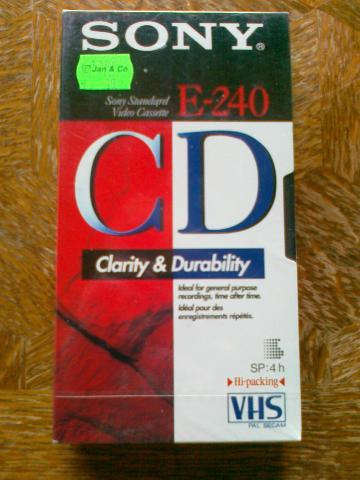 SONY®
Jan & Co
Sony Standard
Video Cassette
E-240
CD
Clarity & Durability
Ideal for general purpose
recordings, time after time.
Idéal pour des
enregistrements répétés.
SP:4h
Hi-packing
VHS
PAL SECAM